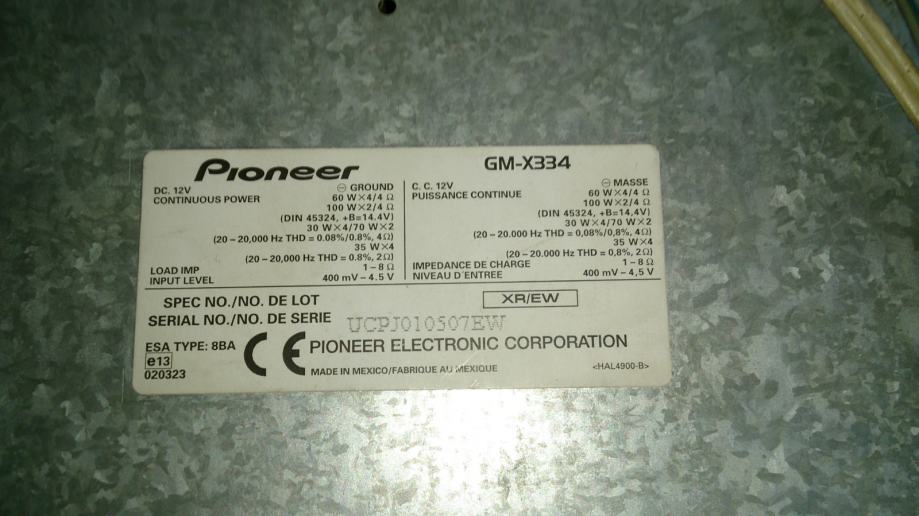 Pioneer
GM-X334
DC. 12V ⊖ GROUND
CONTINUOUS POWER 60 W×4/4 Ω
100 W×2/4 Ω
(DIN 45324, +B=14.4V)
30 W×4/70 W×2
(20 – 20,000 Hz THD = 0.08%/0.8%, 4Ω)
35 W×4
(20 – 20,000 Hz THD = 0.8%, 2Ω)
LOAD IMP 1 – 8 Ω
INPUT LEVEL 400 mV – 4,5 V
C. C. 12V ⊖ MASSE
PUISSANCE CONTINUE 60 W×4/4 Ω
100 W×2/4 Ω
(DIN 45324, +B=14,4V)
30 W×4/70 W×2
(20 – 20.000 Hz THD = 0,08%/0,8%, 4Ω)
35 W×4
(20 – 20.000 Hz THD = 0,8%, 2Ω)
IMPEDANCE DE CHARGE 1 – 8 Ω
NIVEAU D'ENTREE 400 mV – 4,5 V
SPEC NO./NO. DE LOT XR/EW
SERIAL NO./NO. DE SERIE UCPJ010507EW
ESA TYPE: 8BA CE PIONEER ELECTRONIC CORPORATION
e13
020323 MADE IN MEXICO/FABRIQUE AU MEXIQUE <HAL4900-B>